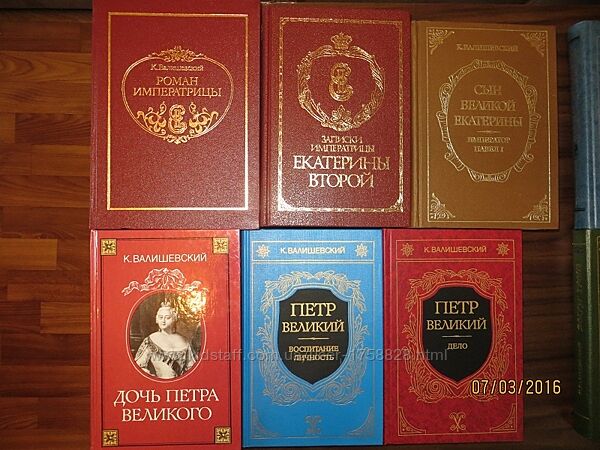 К. Валишевский
РОМАН
ИМПЕРАТРИЦЫ
ЗАПИСКИ
ИМПЕРАТРИЦЫ
ЕКАТЕРИНЫ
ВТОРОЙ
К. ВАЛИШЕВСКИЙ
СЫН
ВЕЛИКОЙ
ЕКАТЕРИНЫ
ИМПЕРАТОР
ПАВЕЛ I
К. ВАЛИШЕВСКИЙ
ДОЧЬ ПЕТРА
ВЕЛИКОГО
К. ВАЛИШЕВСКИЙ
ПЕТР
ВЕЛИКИЙ
ВОСПИТАНИЕ
ЛИЧНОСТЬ
К. ВАЛИШЕВСКИЙ
ПЕТР
ВЕЛИКИЙ
ДЕЛО
07/03/2016